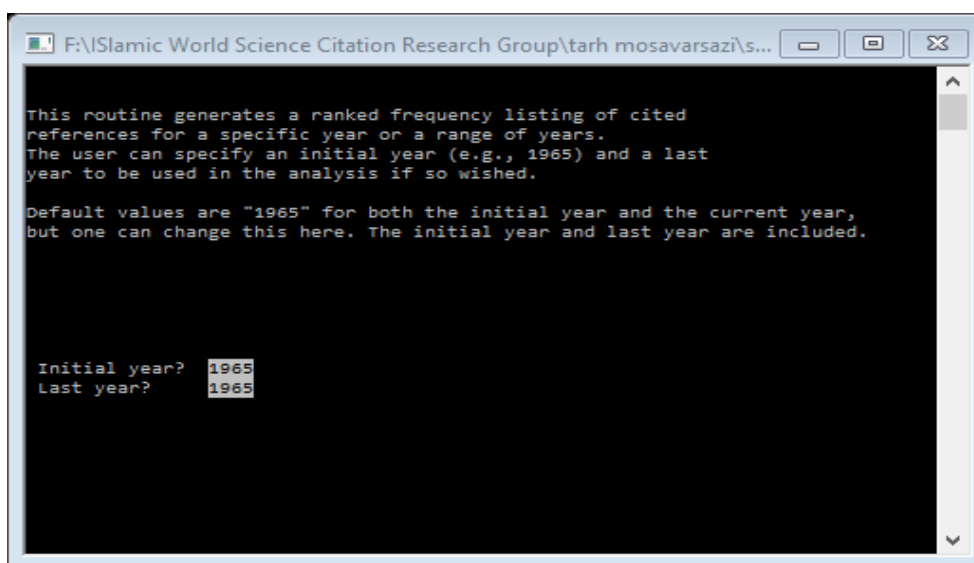 F:\ISlamic World Science Citation Research Group\tarh mosavarsazi\s...
This routine generates a ranked frequency listing of cited
references for a specific year or a range of years.
The user can specify an initial year (e.g., 1965) and a last
year to be used in the analysis if so wished.
Default values are "1965" for both the initial year and the current year,
but one can change this here. The initial year and last year are included.
Initial year? 1965
Last year? 1965